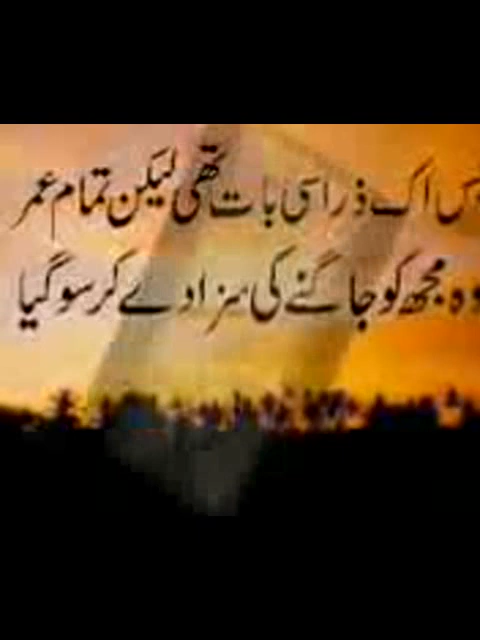 بس اک ذرا سی بات تھی لیکن تمام عمر
وہ مجھ کو جاگنے کی سزا دے کر سو گیا